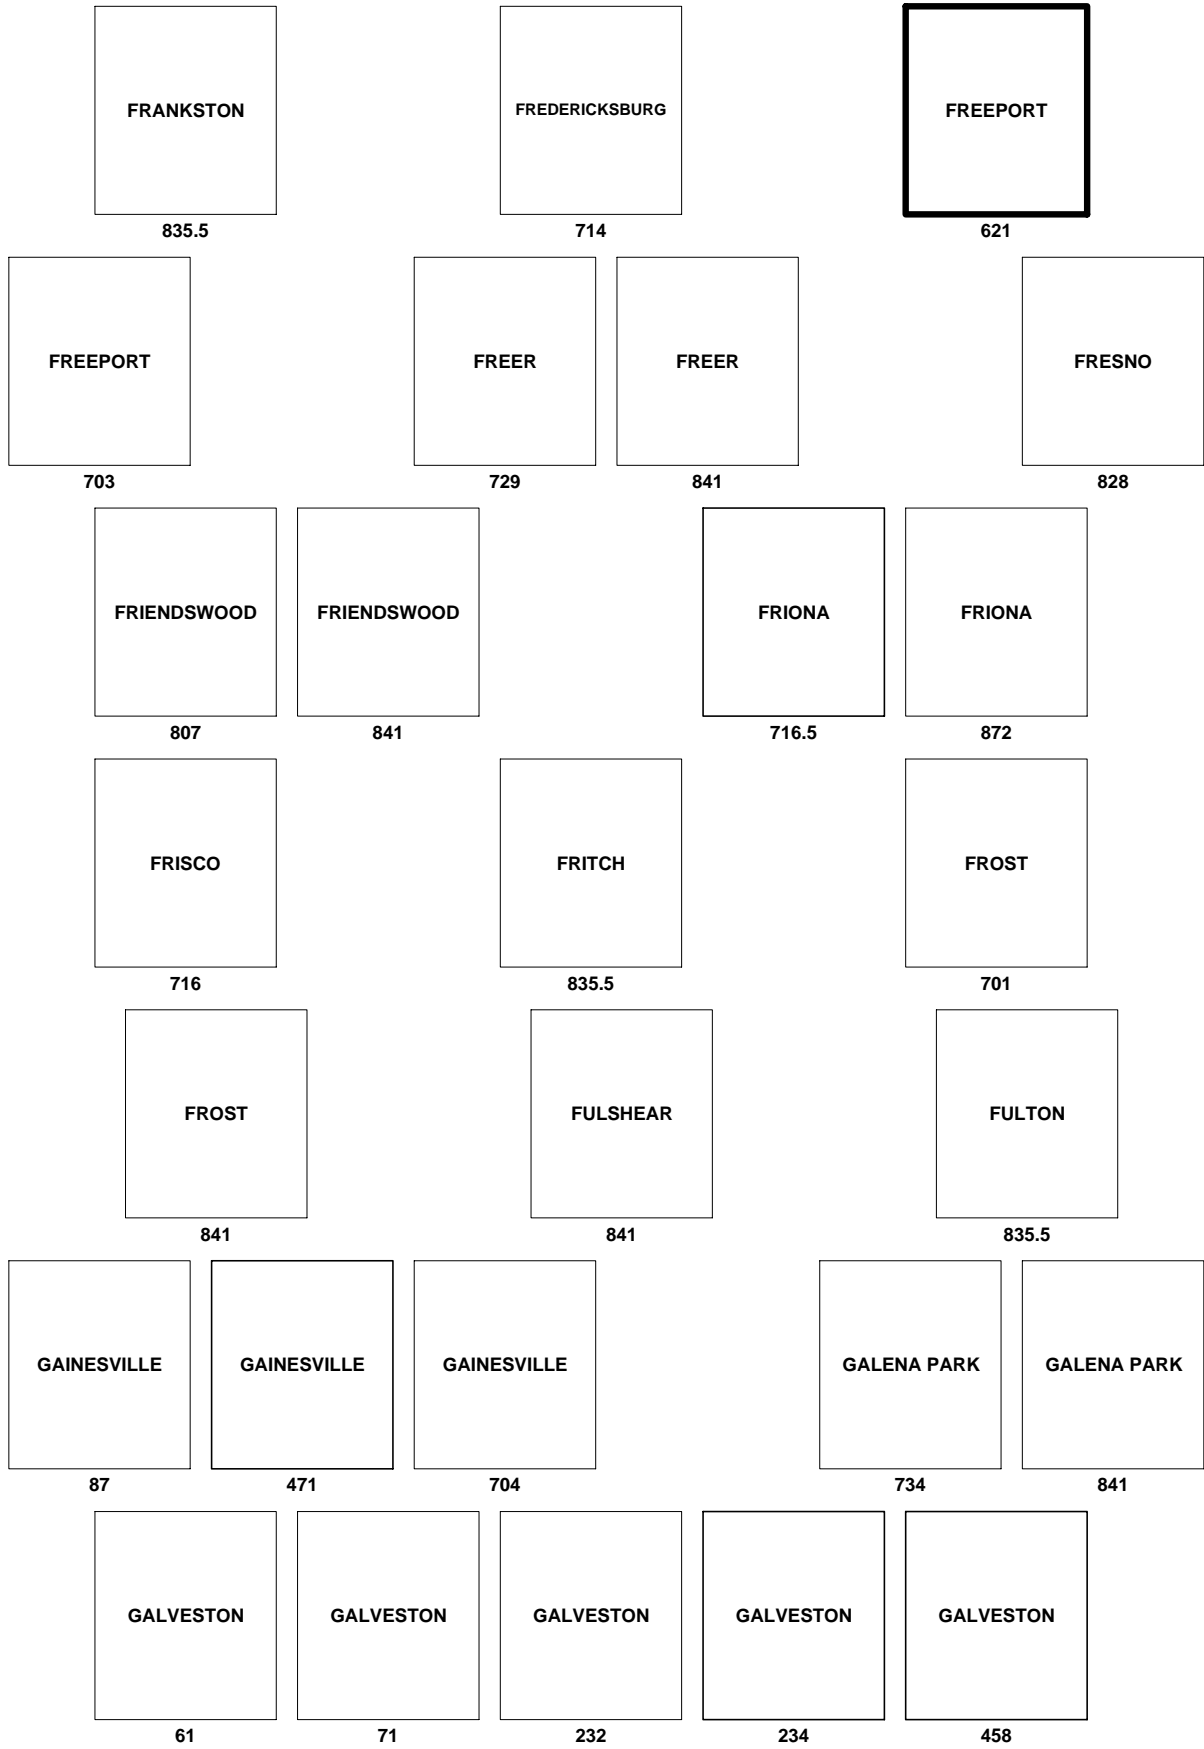 FRANKSTON FREDERICKSBURG FREEPORT
835.5 714 621
FREEPORT FREER FREER FRESNO
703 729 841 828
FRIENDSWOOD FRIENDSWOOD FRIONA FRIONA
807 841 716.5 872
FRISCO FRITCH FROST
716 835.5 701
FROST FULSHEAR FULTON
841 841 835.5
GAINESVILLE GAINESVILLE GAINESVILLE GALENA PARK GALENA PARK
87 471 704 734 841
GALVESTON GALVESTON GALVESTON GALVESTON GALVESTON
61 71 232 234 458